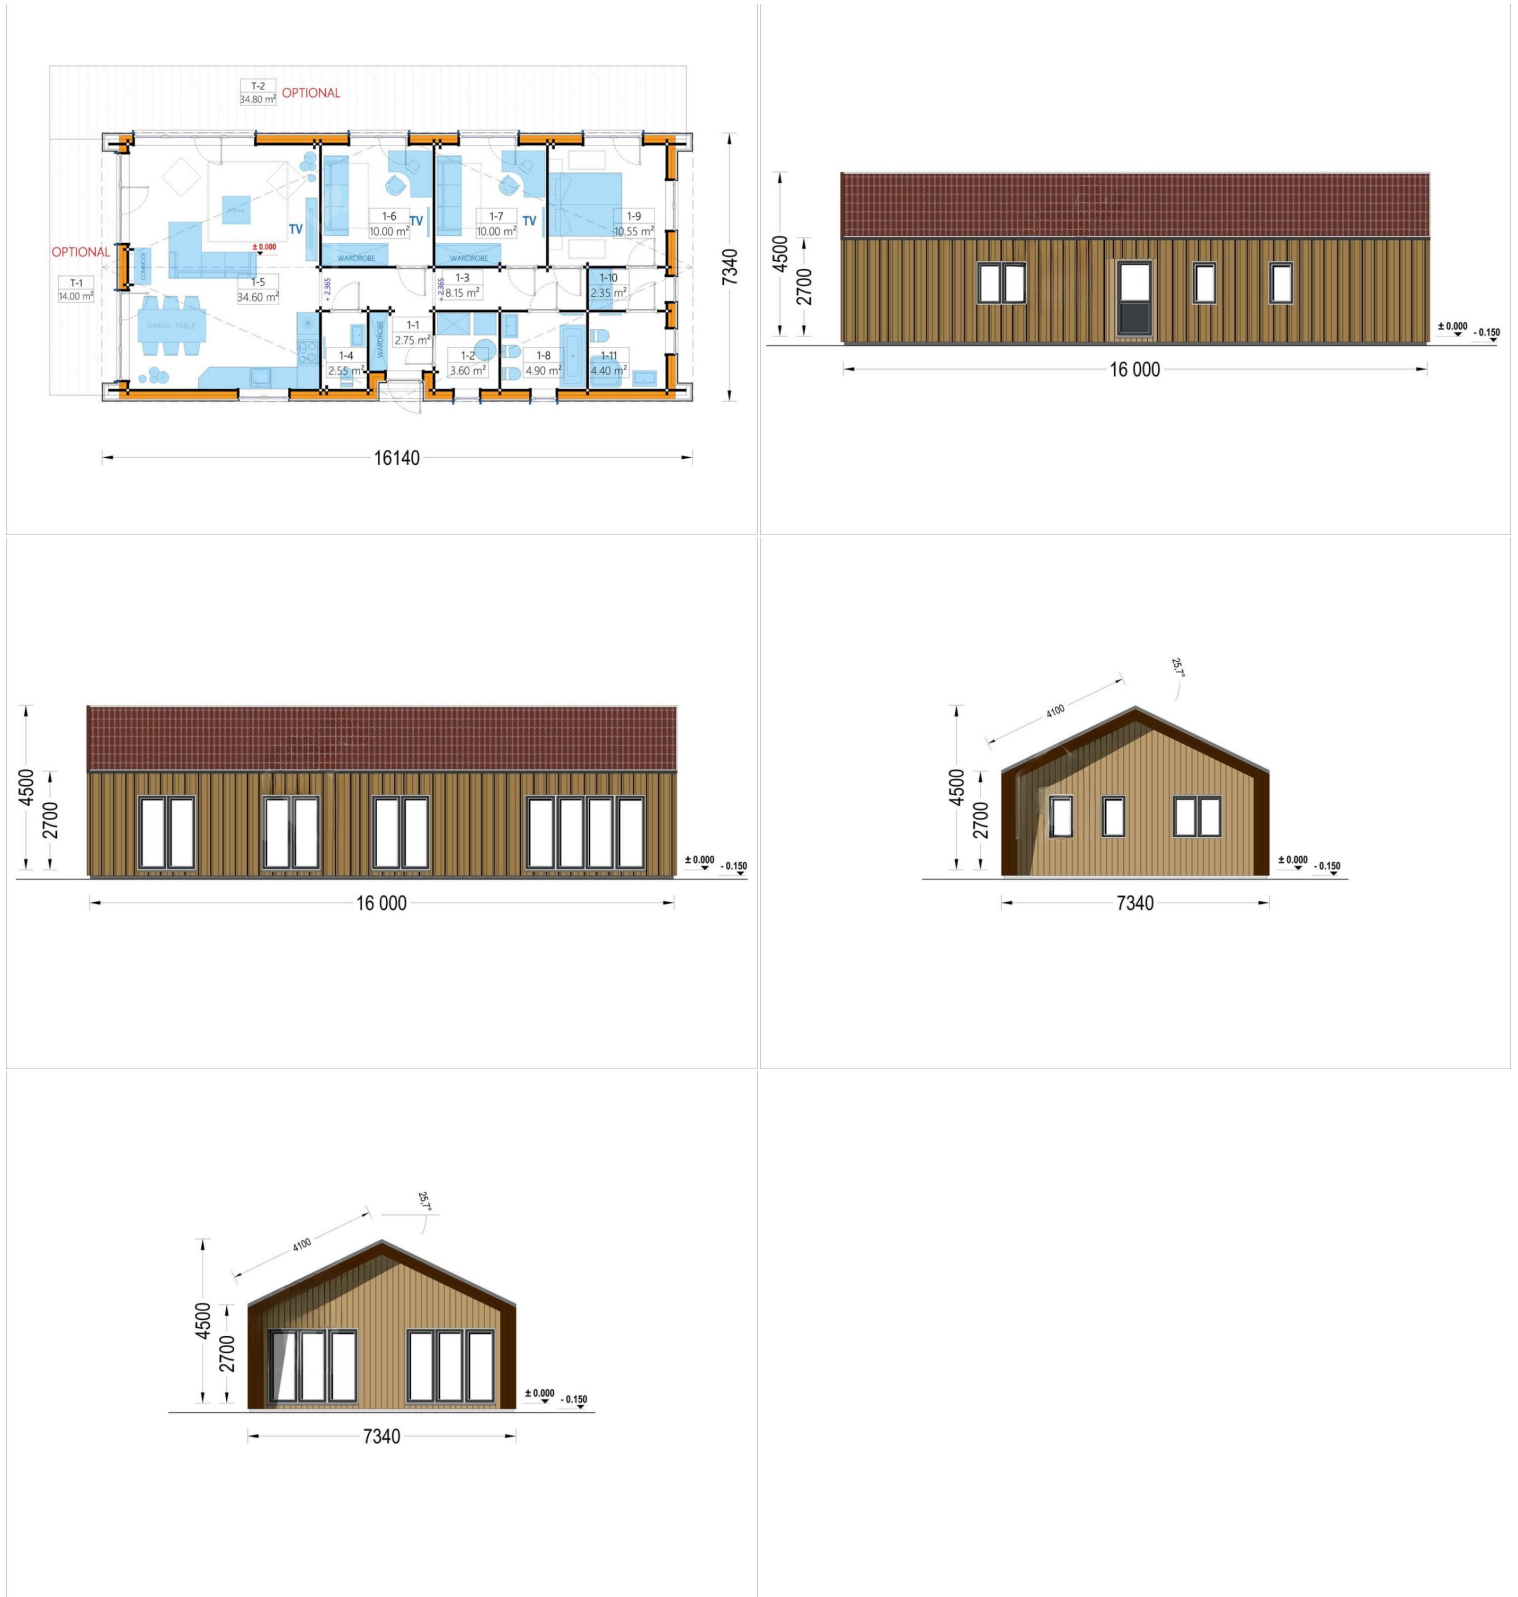 T-2
34.80 m²
OPTIONAL
1-6
10.00 m²
TV
1-7
10.00 m²
TV
1-9
10.55 m²
TV
± 0.000
OPTIONAL
COMMODE
WARDROBE
WARDROBE
T-1
14.00 m²
1-5
34.60 m²
+ 2.365
+ 2.365
1-3
8.15 m²
1-10
2.35 m²
DINING TABLE
WARDROBE
1-1
2.75 m²
1-4
2.55 m²
1-2
3.60 m²
1-8
4.90 m²
1-11
4.40 m²
7340
16140
4500
2700
± 0.000
- 0.150
16 000
4500
2700
± 0.000
- 0.150
16 000
25,7°
4100
4500
2700
± 0.000
- 0.150
7340
25,7°
4100
4500
2700
± 0.000
- 0.150
7340